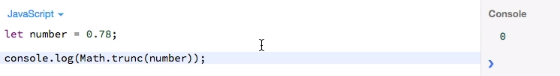 JavaScript
let number = 0.78;
console.log(Math.trunc(number));
Console
0